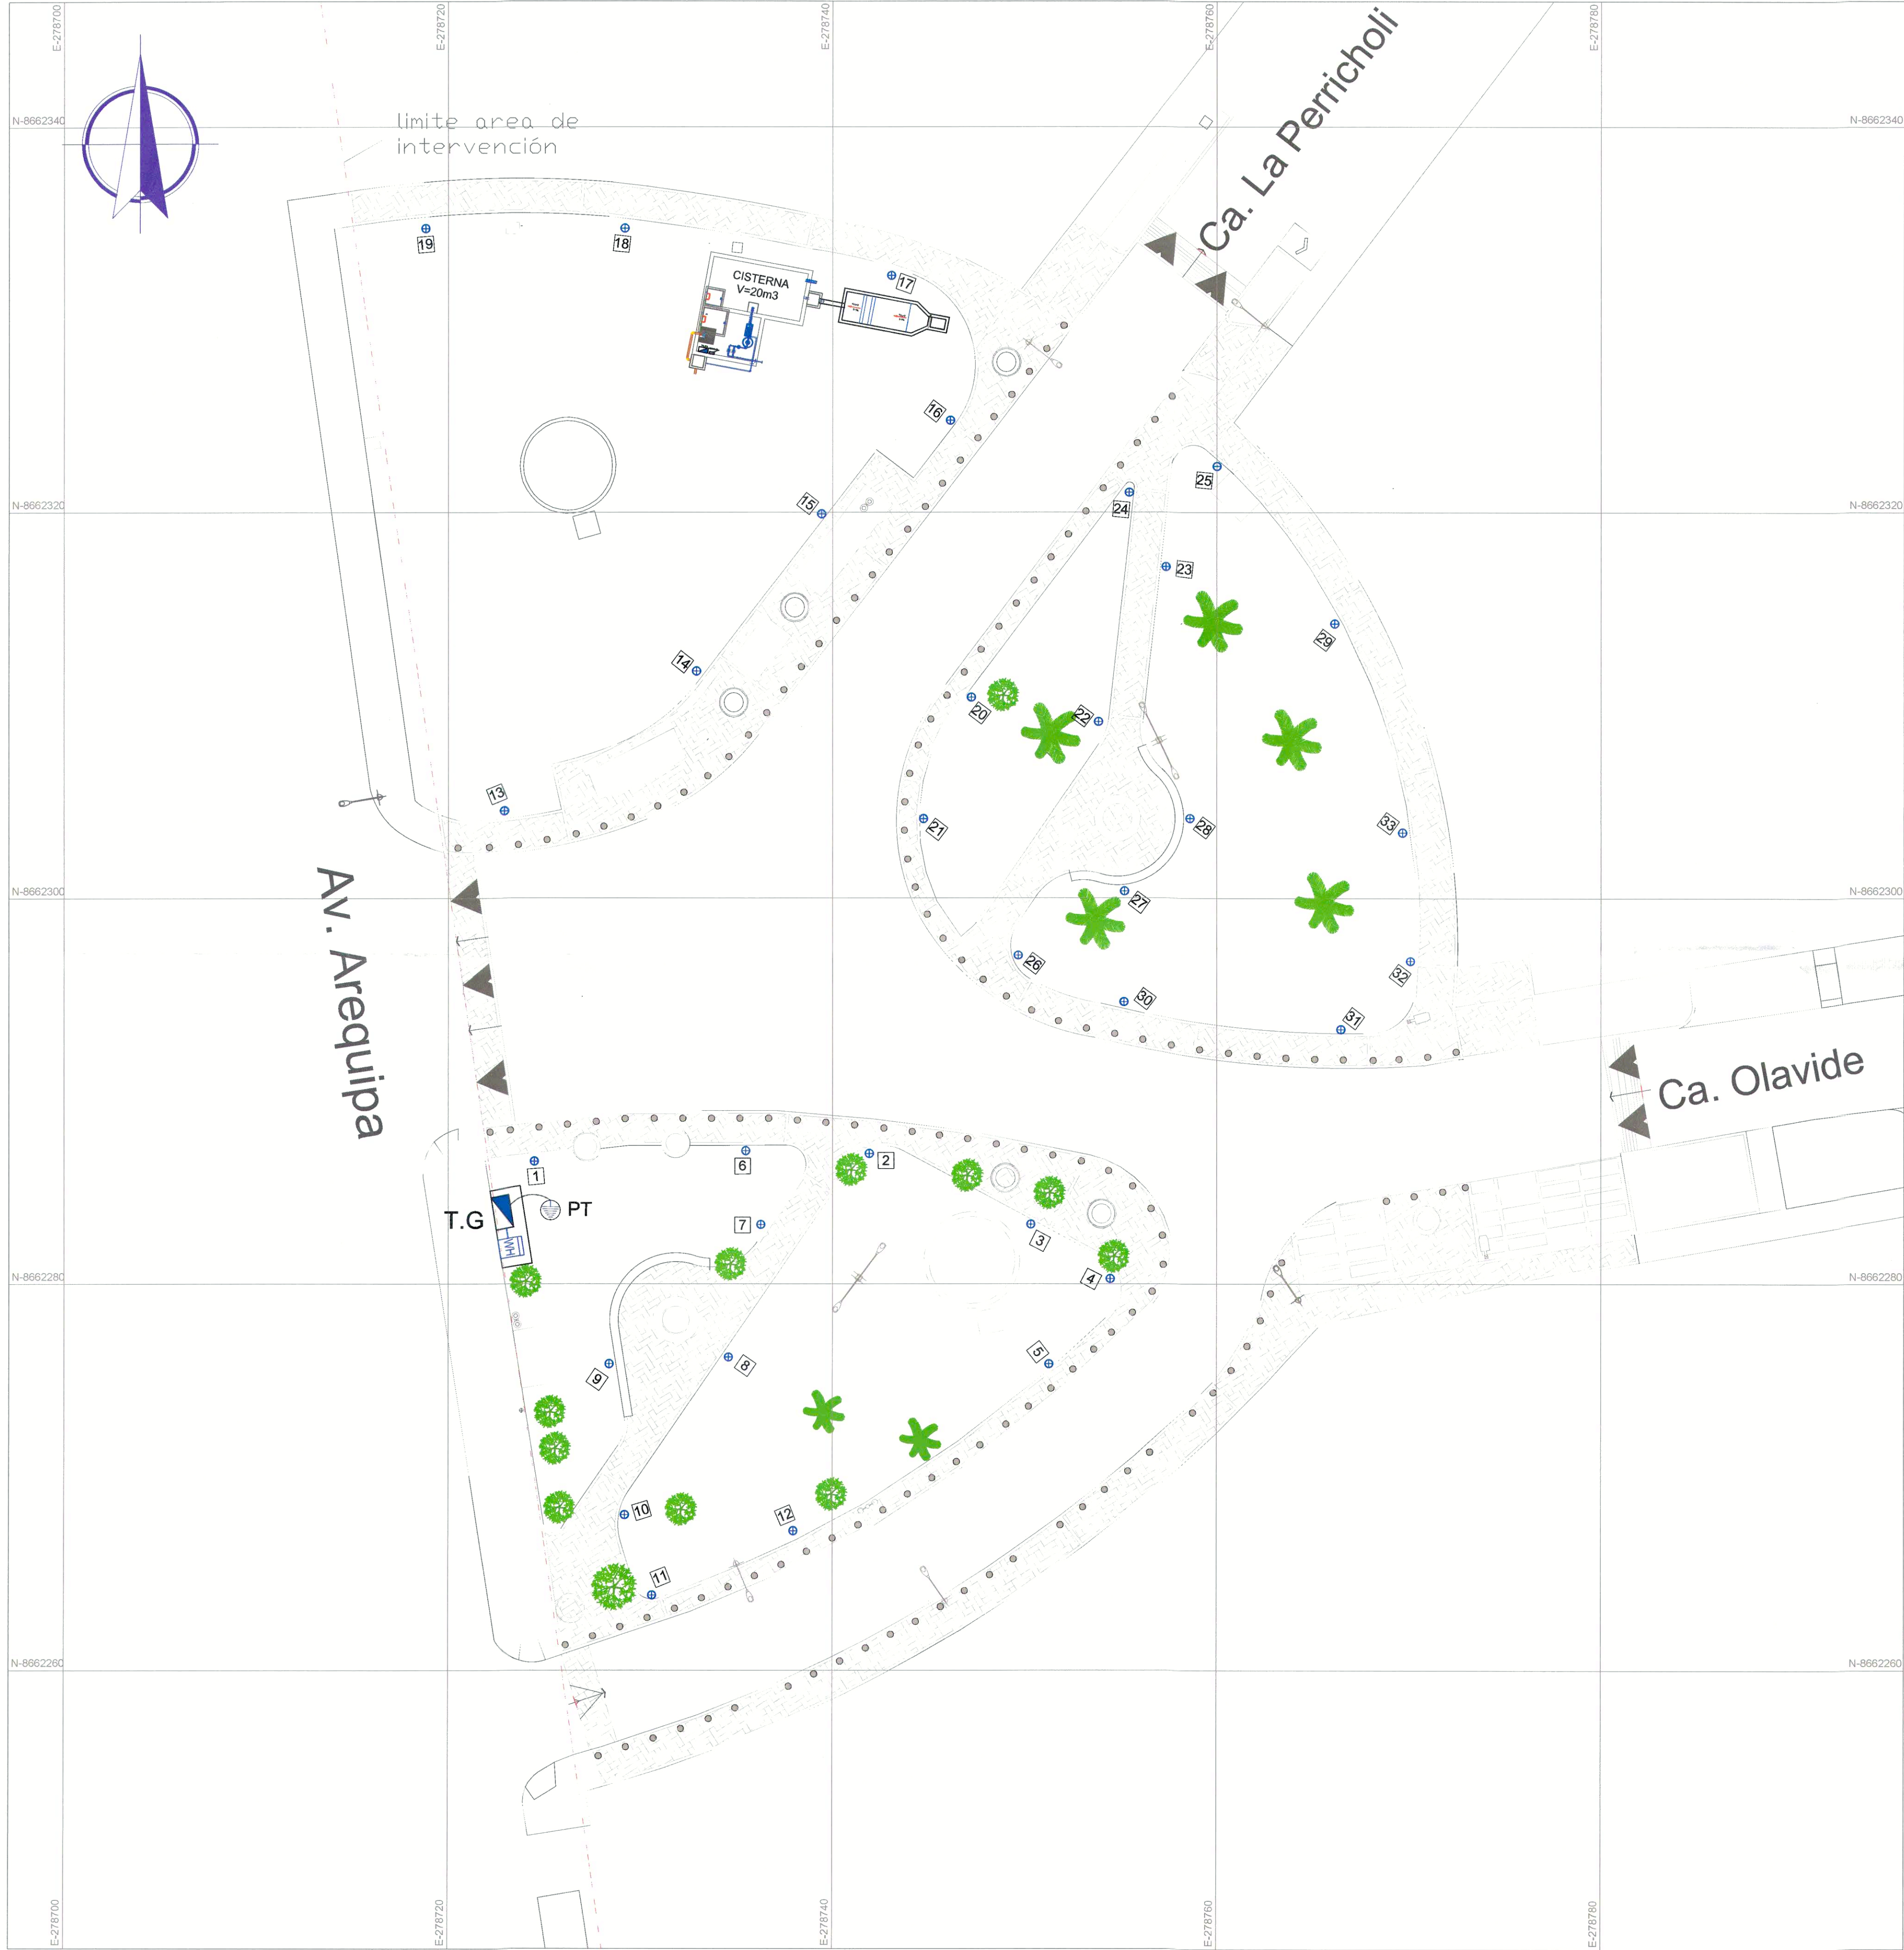 E-278700
E-278720
E-278740
E-278760
E-278780
Ca. La Perricholi
N-8662340
limite area de
intervención
N-8662340
19
18
CISTERNA
V=20m3
17
16
15
N-8662320
25
24
N-8662320
23
29
14
20
22
13
21
28
33
N-8662300
27
N-8662300
Av. Arequipa
26
32
30
31
Ca. Olavide
1
6
2
T.G
PT
7
3
WH
N-8662280
4
N-8662280
5
8
9
10
12
11
N-8662260
N-8662260
E-278700
E-278720
E-278740
E-278760
E-278780